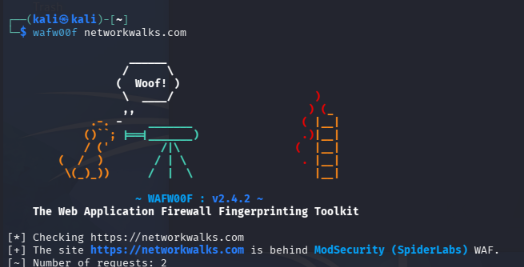 (kali㉿kali)-[~]
$ wafw00f networkwalks.com
Woof!
~ WAFW00F : v2.4.2 ~
The Web Application Firewall Fingerprinting Toolkit
[*] Checking https://networkwalks.com
[+] The site https://networkwalks.com is behind ModSecurity (SpiderLabs) WAF.
[~] Number of requests: 2